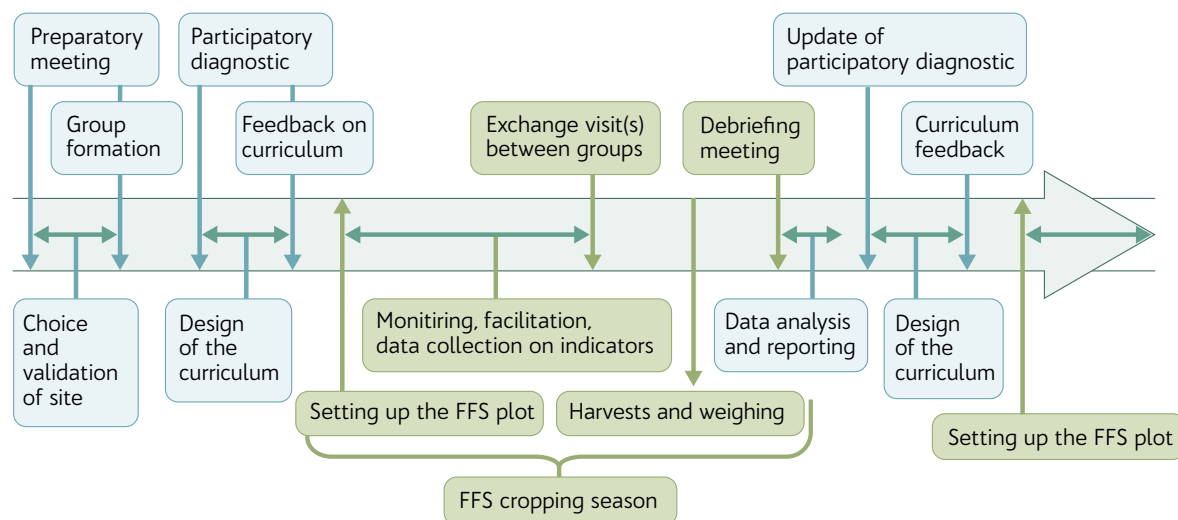 Preparatory
meeting
Group
formation
Participatory
diagnostic
Feedback on
curriculum
Exchange visit(s)
between groups
Debriefing
meeting
Update of
participatory diagnostic
Curriculum
feedback
Choice
and
validation
of site
Design
of the
curriculum
Monitiring, facilitation,
data collection on indicators
Data analysis
and reporting
Design
of the
curriculum
Setting up the FFS plot
Harvests and weighing
Setting up the FFS plot
FFS cropping season